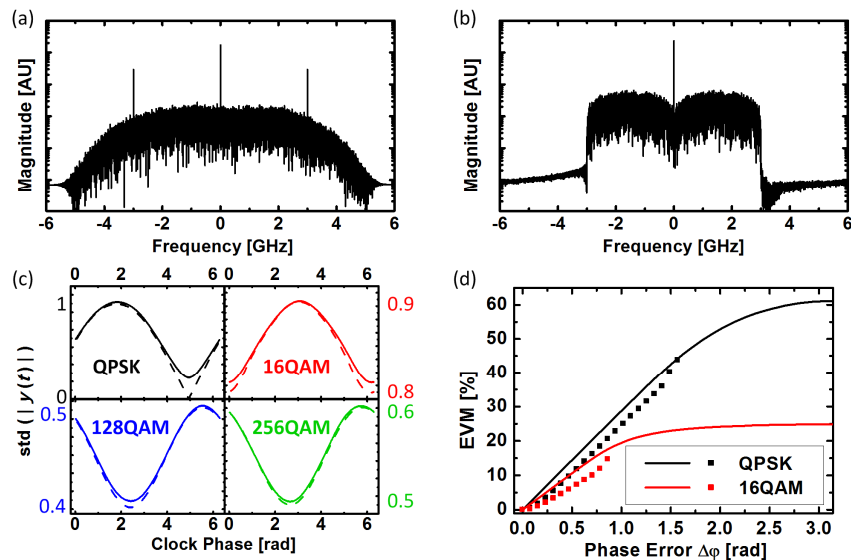 (a)
(b)
Magnitude [AU]
-6 -4 -2 0 2 4 6
Frequency [GHz]
Magnitude [AU]
-6 -4 -2 0 2 4 6
Frequency [GHz]
(c)
(d)
0 2 4 6 0 2 4 6
1
0
QPSK
16QAM
0.9
0.8
std ( | y (t) | )
0.5
0.4
128QAM
256QAM
0.6
0.5
0 2 4 6 0 2 4 6
Clock Phase [rad]
EVM [%]
60
50
40
30
20
10
0
QPSK
16QAM
0.0 0.5 1.0 1.5 2.0 2.5 3.0
Phase Error Δφ [rad]